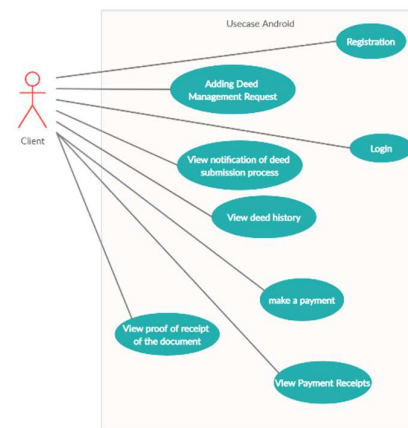 Usecase Android
Registration
Adding Deed
Management Request
Client
Login
View notification of deed
submission process
View deed history
make a payment
View proof of receipt
of the document
View Payment Receipts